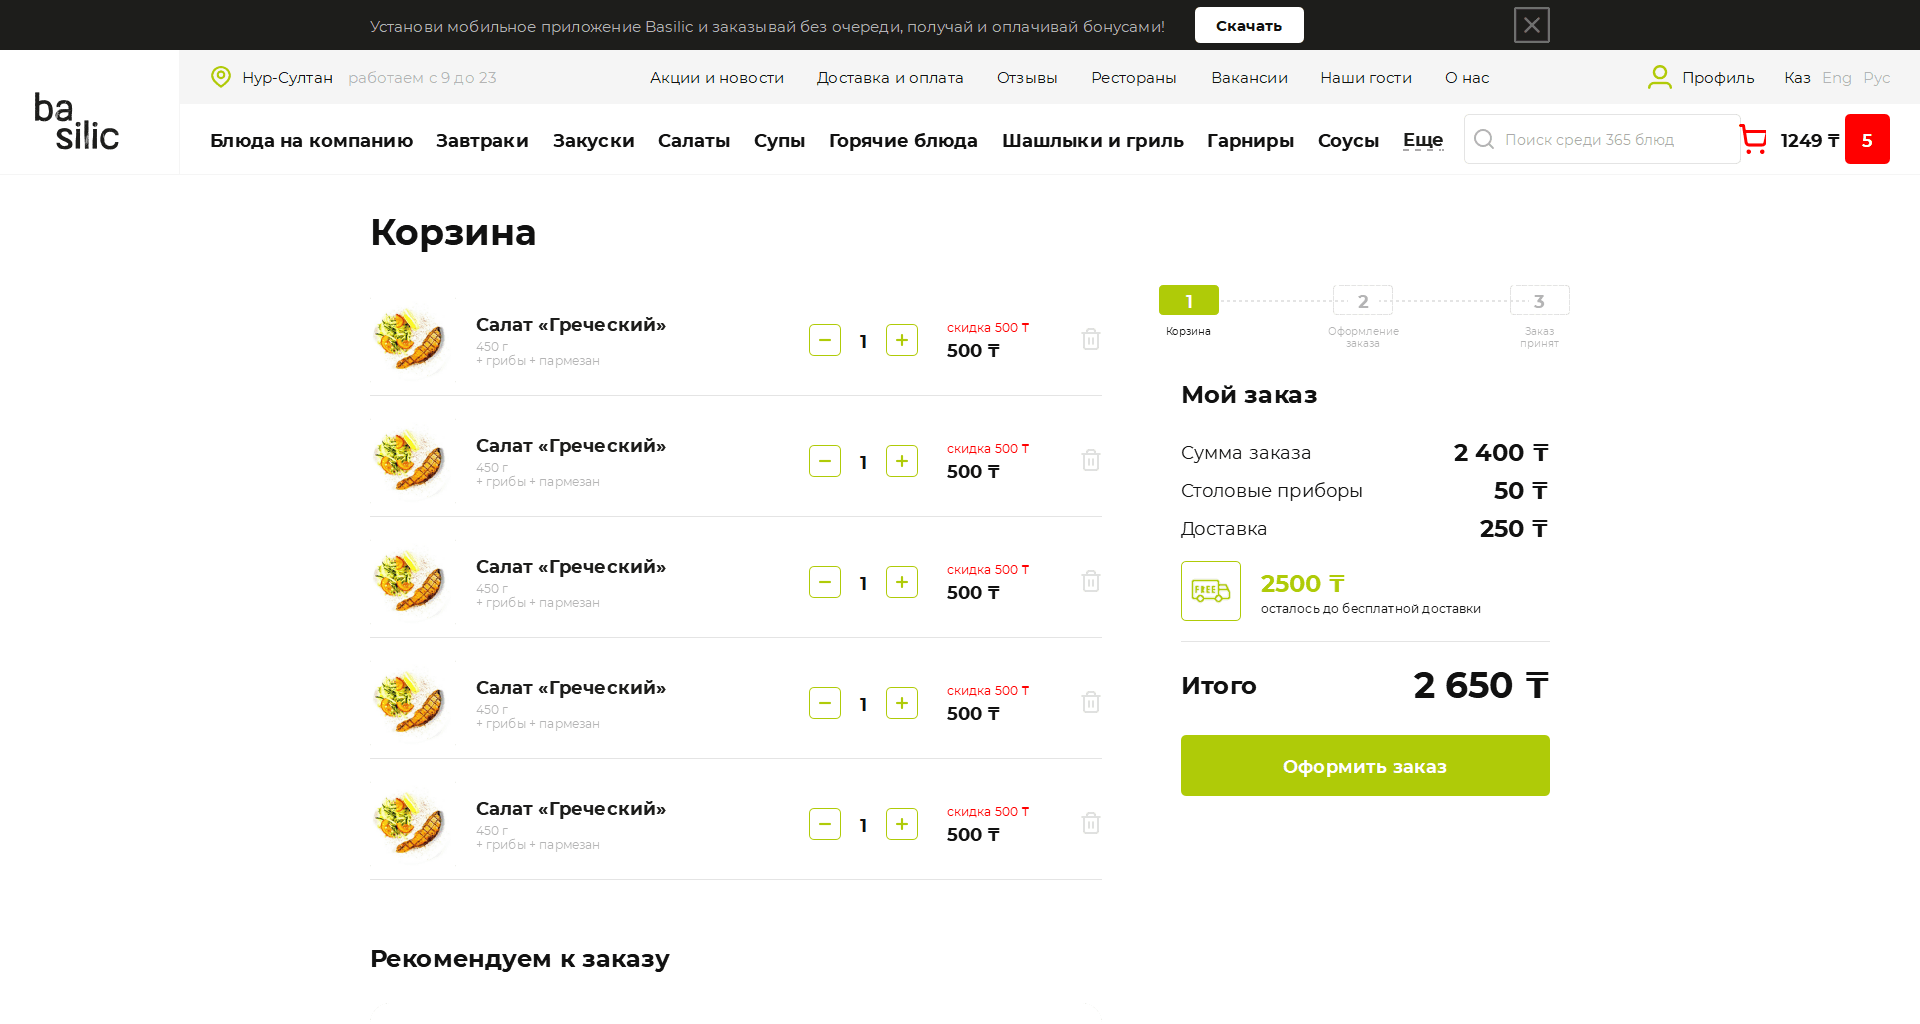 Установи мобильное приложение Basilic и заказывай без очереди, получай и оплачивай бонусами! Скачать
ba
silic
Нур-Султан работаем с 9 до 23 Акции и новости Доставка и оплата Отзывы Рестораны Вакансии Наши гости О нас Профиль Каз Eng Рус
Блюда на компанию Завтраки Закуски Салаты Супы Горячие блюда Шашлыки и гриль Гарниры Соусы Еще Поиск среди 365 блюд 1249 ₸ 5
Корзина
Салат «Греческий»
450 г
+ грибы + пармезан
1
скидка 500 ₸
500 ₸
Салат «Греческий»
450 г
+ грибы + пармезан
1
скидка 500 ₸
500 ₸
Салат «Греческий»
450 г
+ грибы + пармезан
1
скидка 500 ₸
500 ₸
Салат «Греческий»
450 г
+ грибы + пармезан
1
скидка 500 ₸
500 ₸
Салат «Греческий»
450 г
+ грибы + пармезан
1
скидка 500 ₸
500 ₸
1
Корзина
2
Оформление
заказа
3
Заказ
принят
Мой заказ
Сумма заказа 2 400 ₸
Столовые приборы 50 ₸
Доставка 250 ₸
FREE
2500 ₸
осталось до бесплатной доставки
Итого 2 650 ₸
Оформить заказ
Рекомендуем к заказу